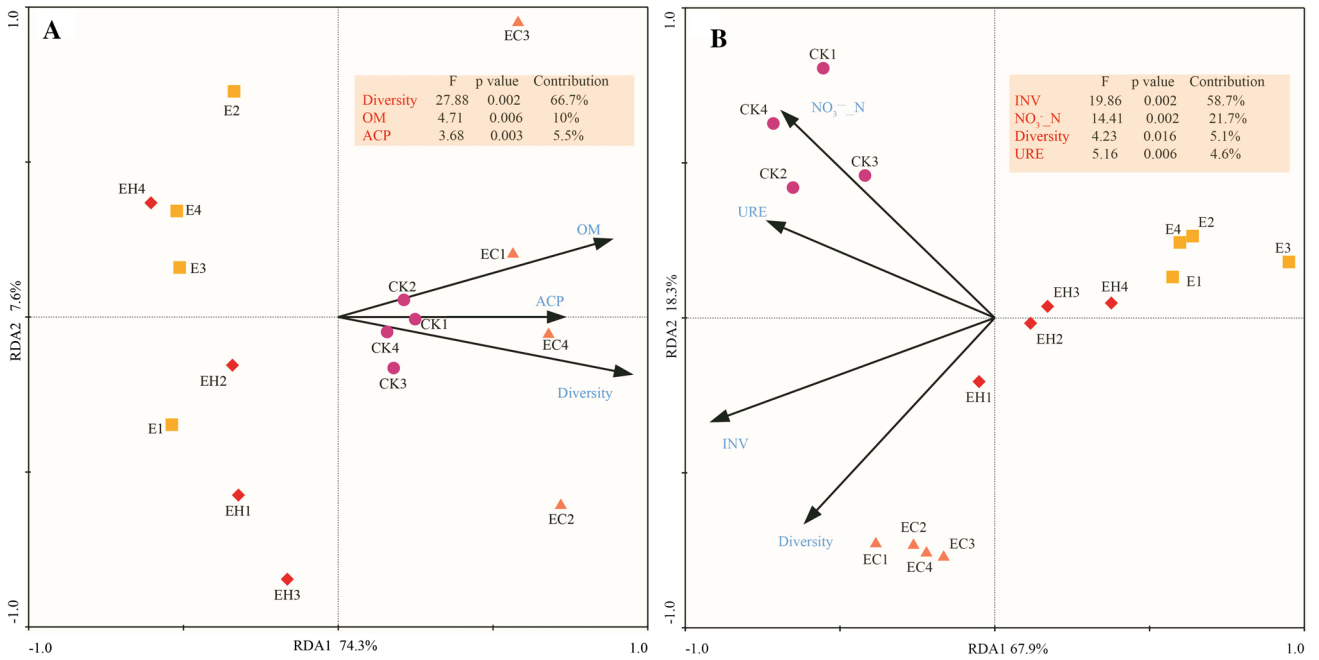 A
1.0
EC3
F p value Contribution
Diversity 27.88 0.002 66.7%
OM 4.71 0.006 10%
ACP 3.68 0.003 5.5%
E2
EH4
E4
OM
EC1
E3
CK2
ACP
CK1
EC4
CK4
CK3
EH2
Diversity
E1
EH1
EC2
EH3
RDA2 7.6%
-1.0
-1.0
RDA1 74.3%
1.0
B
1.0
CK1
F p value Contribution
INV 19.86 0.002 58.7%
NO₃⁻_N 14.41 0.002 21.7%
Diversity 4.23 0.016 5.1%
URE 5.16 0.006 4.6%
CK4
NO₃⁻_N
CK3
CK2
URE
E4
E2
E3
E1
EH3
EH4
EH2
EH1
INV
Diversity
EC2
EC3
EC1
EC4
RDA2 18.3%
-1.0
-1.0
RDA1 67.9%
1.0